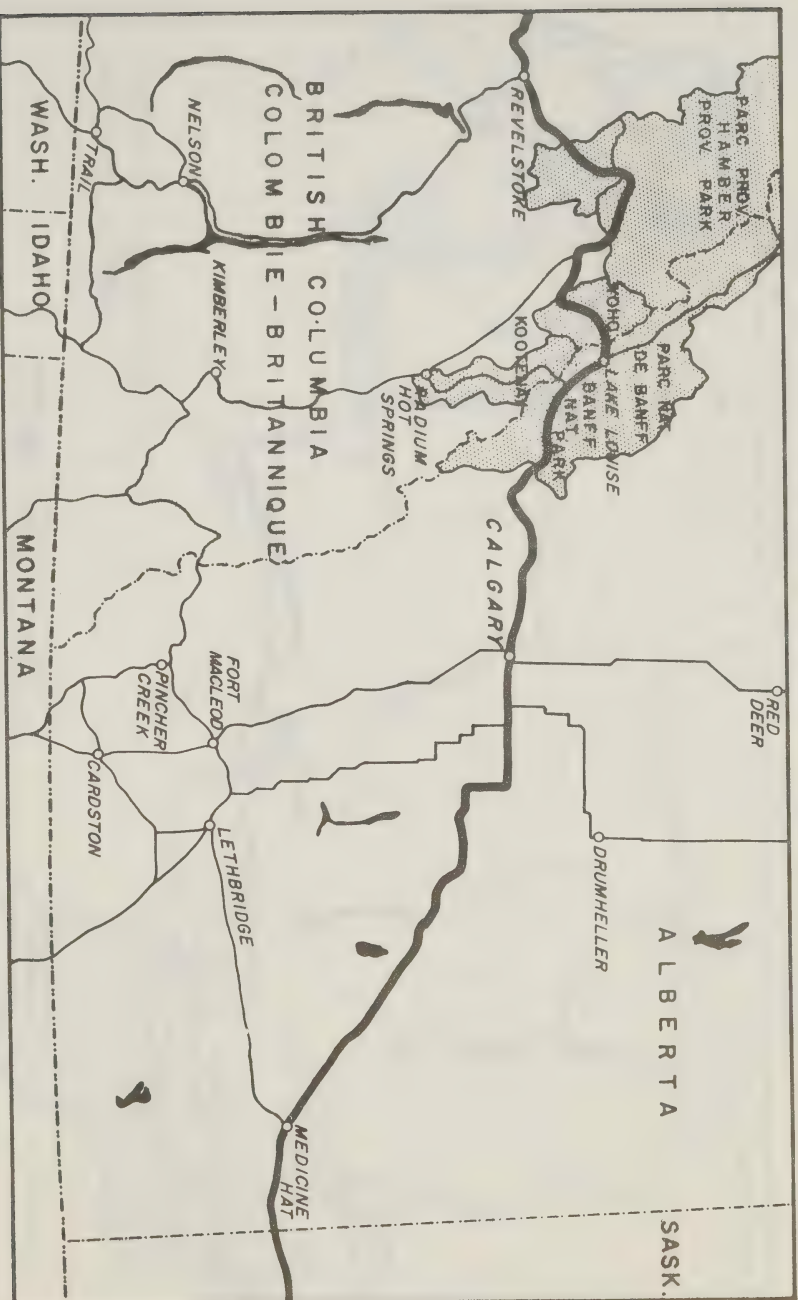 PARC PROV.
HAMBER
PROV. PARK
REVELSTOKE
YOHO
PARC NAT.
DE BANFF
LAKE LOUISE
BANFF
NAT.
PARK
KOOTENAY
RADIUM
HOT
SPRINGS
BRITISH COLUMBIA
COLOMBIE-BRITANNIQUE
NELSON
KIMBERLEY
TRAIL
WASH.
IDAHO
MONTANA
CALGARY
RED
DEER
DRUMHELLER
ALBERTA
SASK.
FORT
MACLEOD
PINCHER
CREEK
CARDSTON
LETHBRIDGE
MEDICINE
HAT